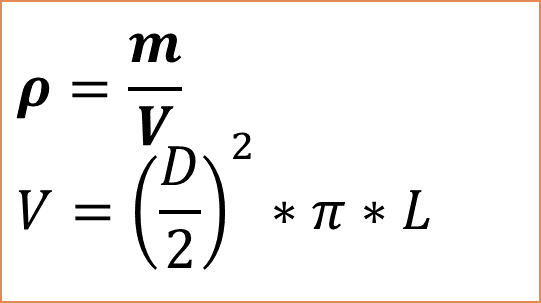 ρ = m/V
V = (D/2)² * π * L